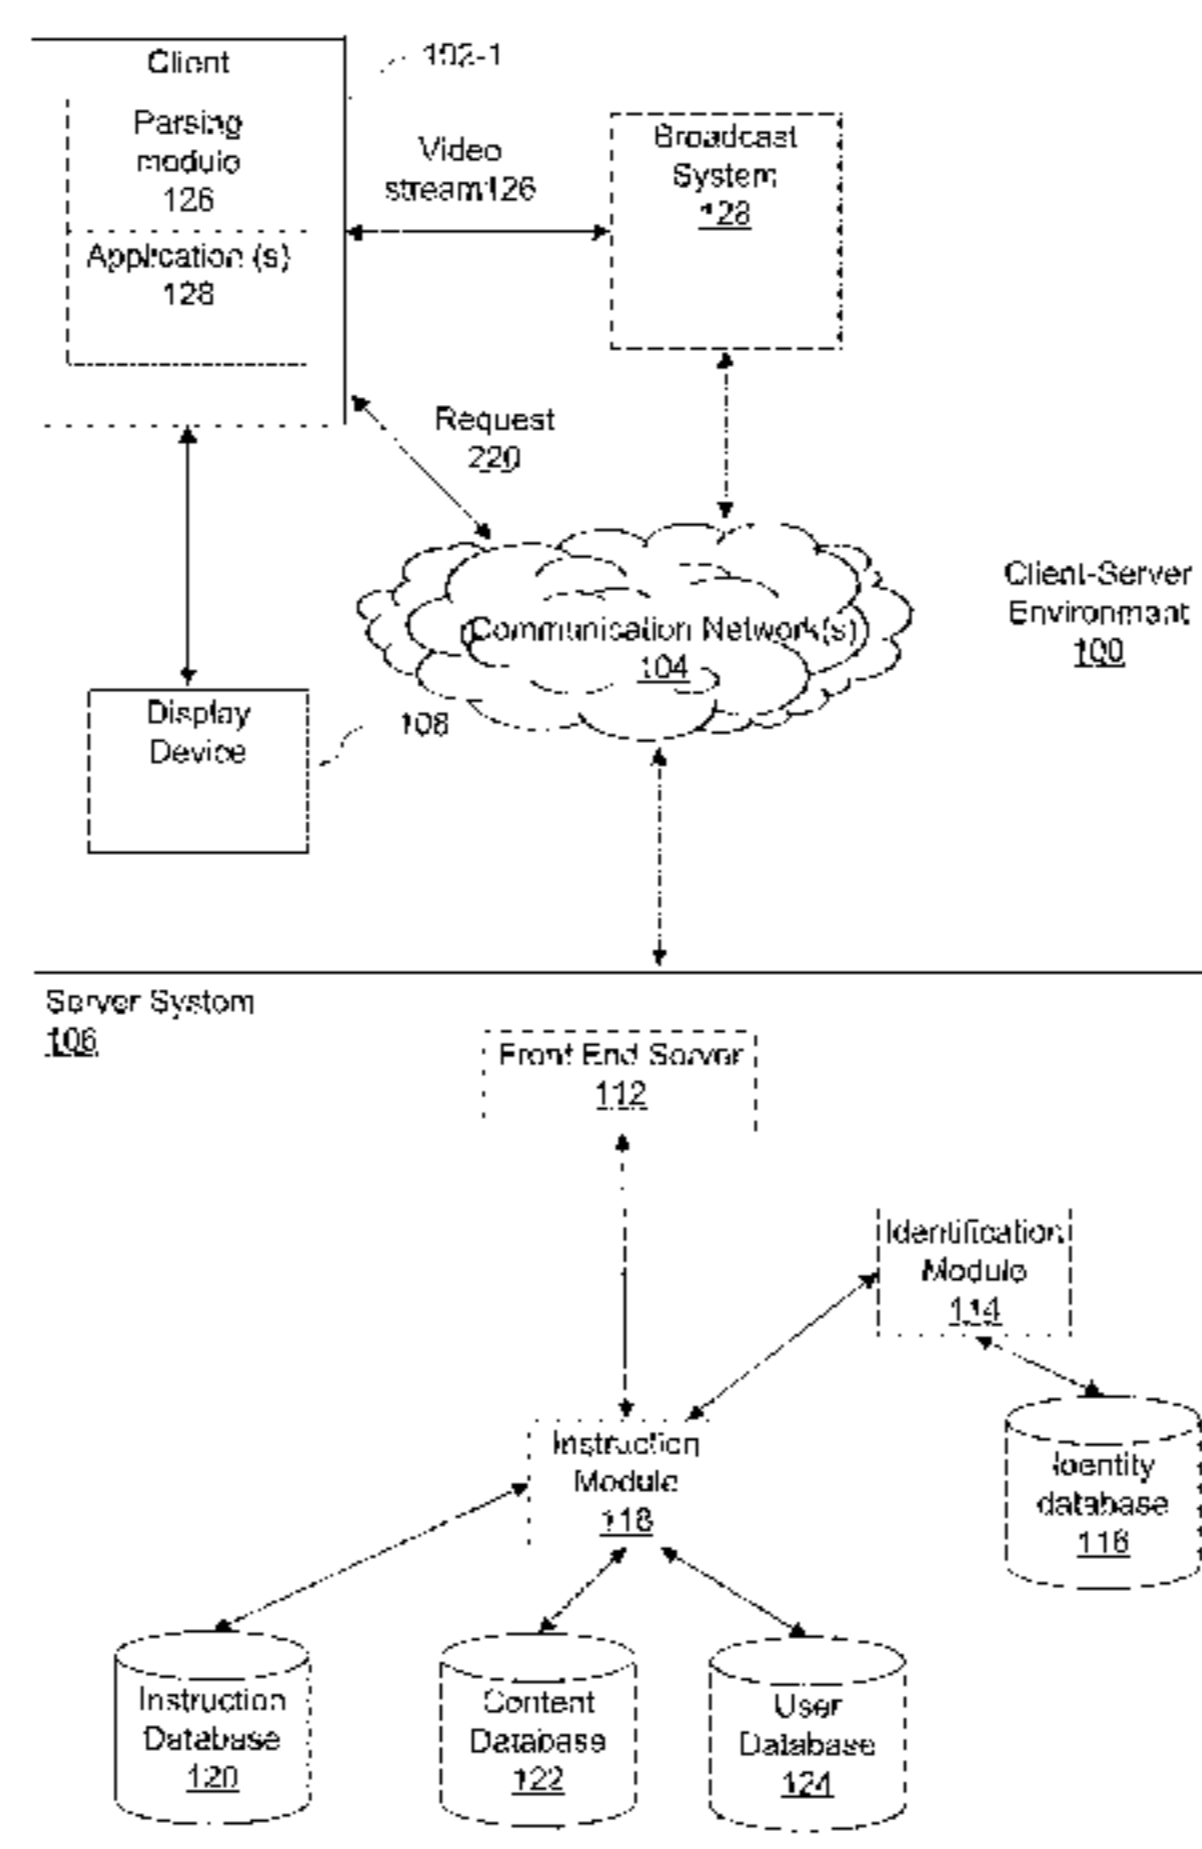 Client
102-1
Parsing
module
126
Application (s)
128
Video
stream 126
Broadcast
System
128
Request
220
Communication Network(s)
104
Client-Server
Environment
100
Display
Device
108
Server System
106
Front End Server
112
Identification
Module
114
Identity
database
116
Instruction
Module
118
Instruction
Database
120
Content
Database
122
User
Database
124